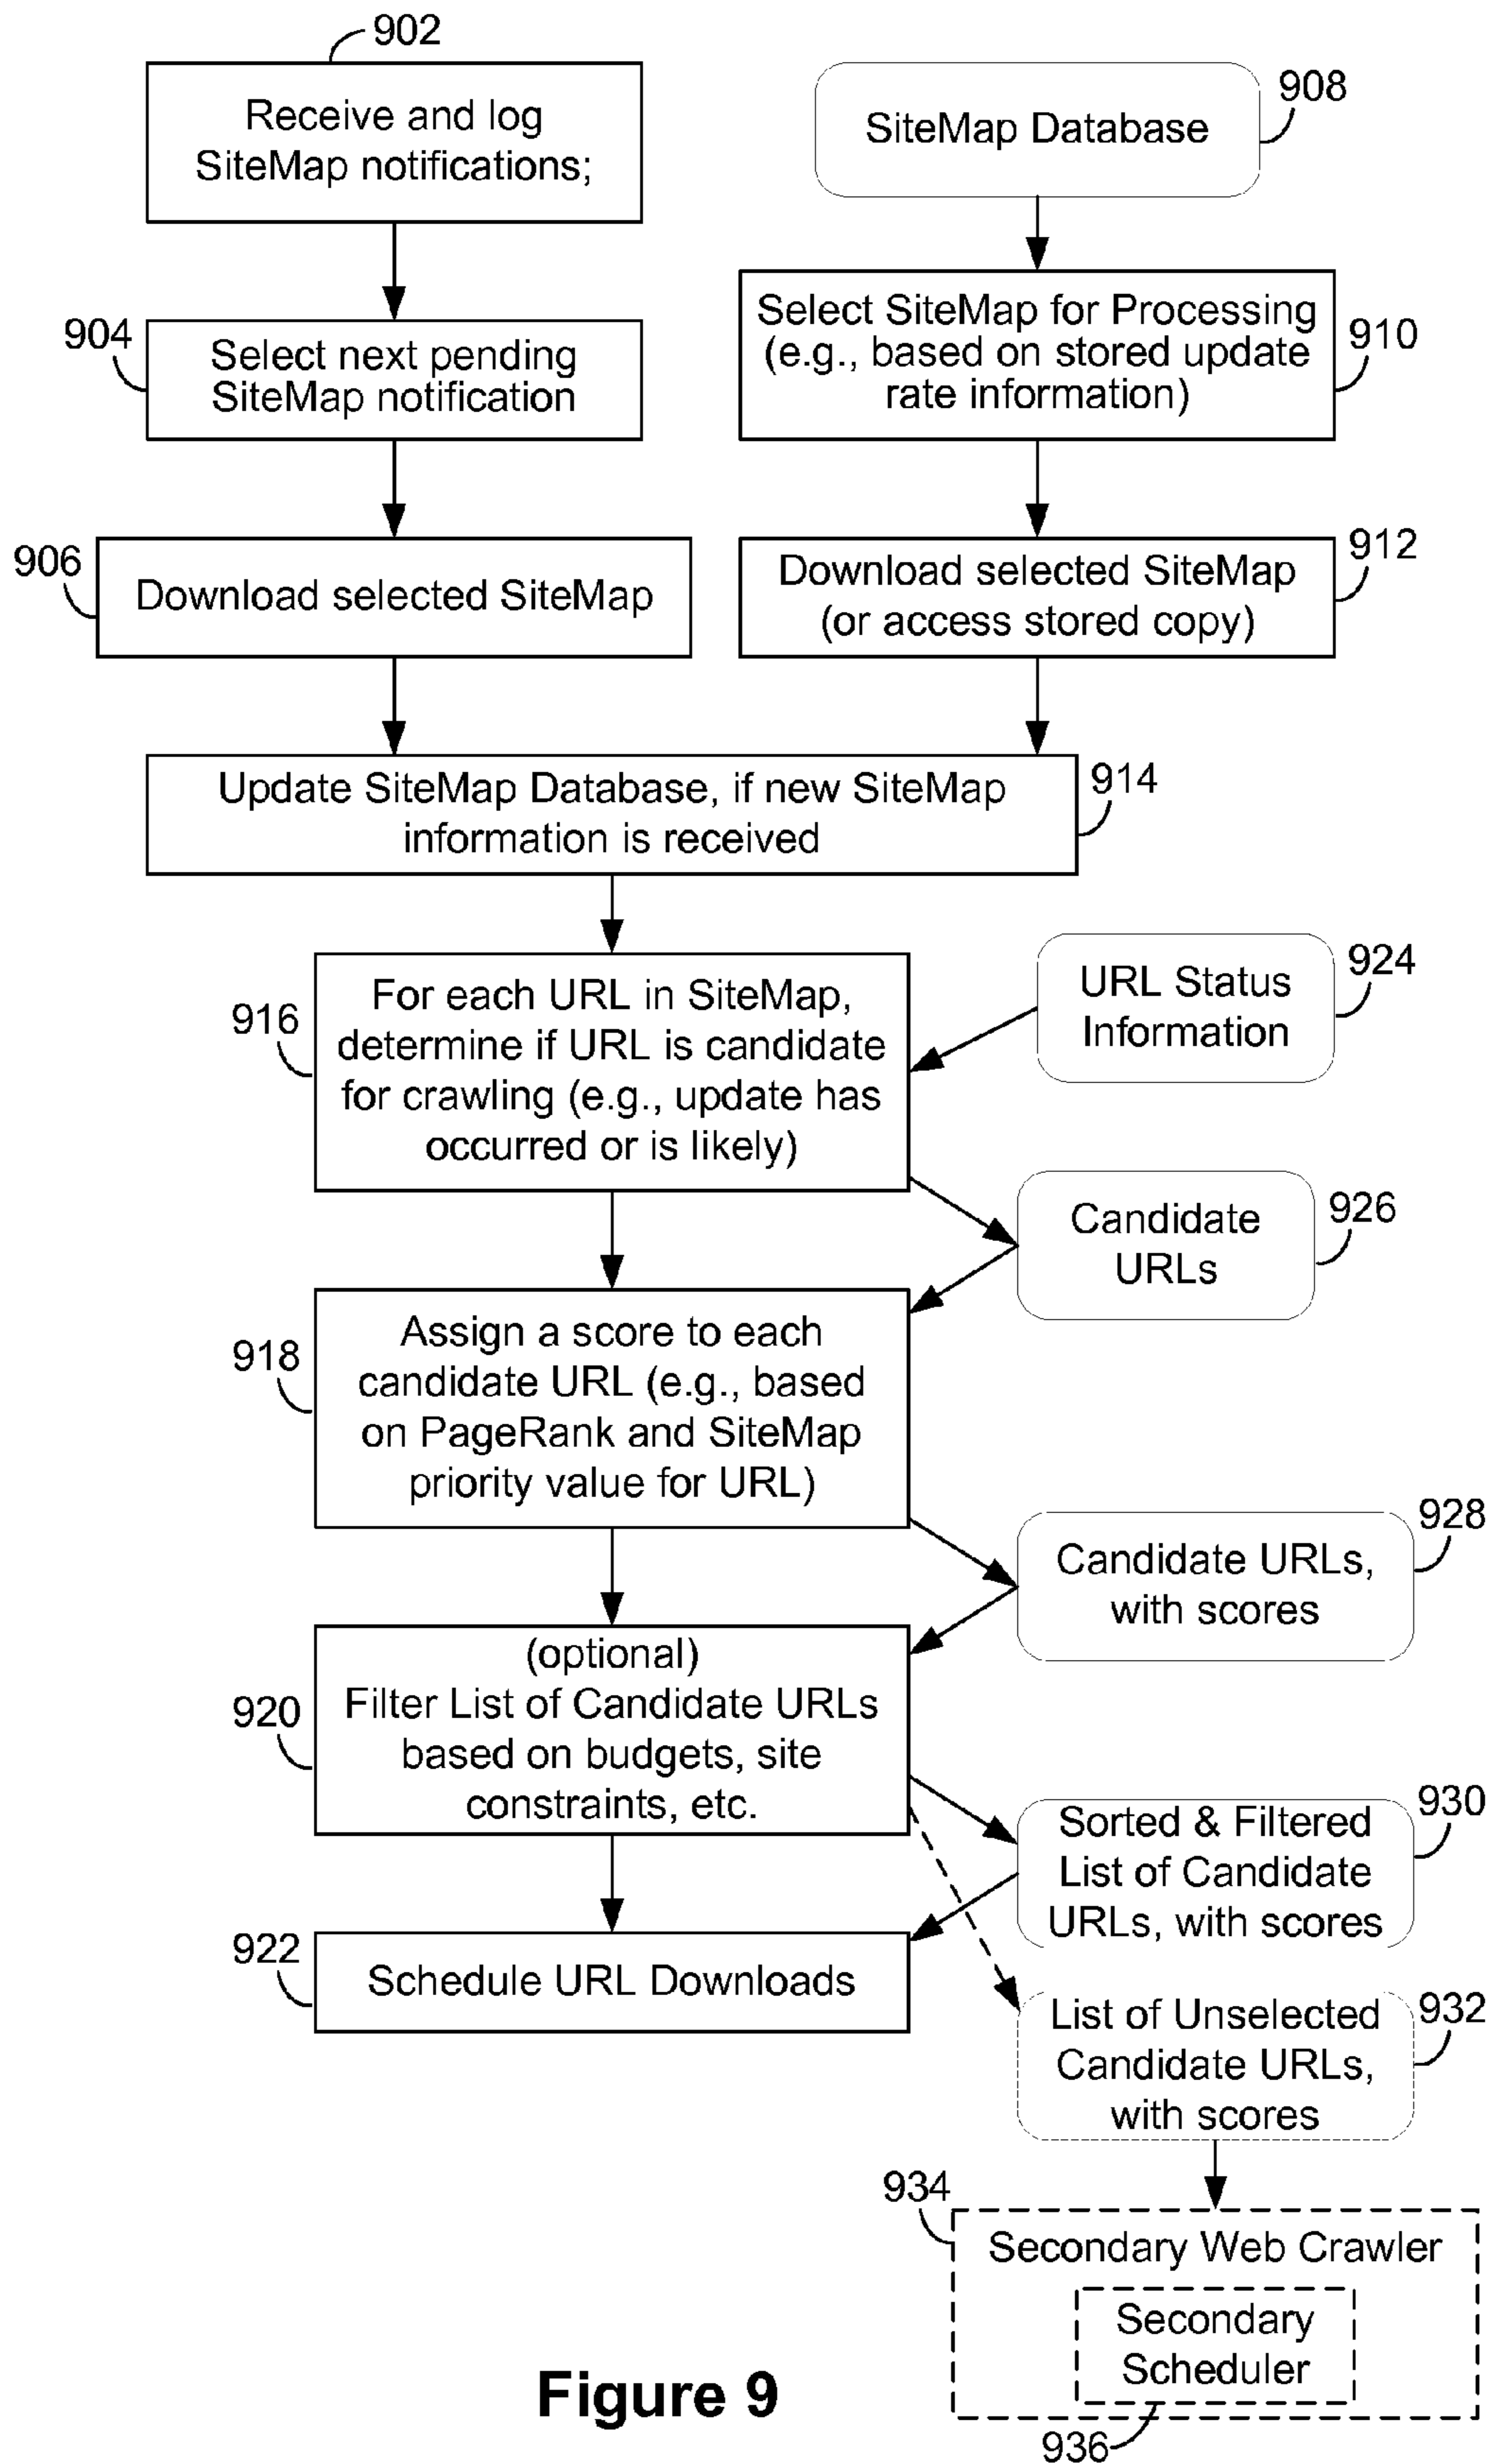 902
Receive and log
SiteMap notifications;
908
SiteMap Database
904
Select next pending
SiteMap notification
Select SiteMap for Processing
(e.g., based on stored update
rate information)
910
906
Download selected SiteMap
912
Download selected SiteMap
(or access stored copy)
Update SiteMap Database, if new SiteMap
information is received
914
916
For each URL in SiteMap,
determine if URL is candidate
for crawling (e.g., update has
occurred or is likely)
URL Status
Information
924
Candidate
URLs
926
918
Assign a score to each
candidate URL (e.g., based
on PageRank and SiteMap
priority value for URL)
Candidate URLs,
with scores
928
920
(optional)
Filter List of Candidate URLs
based on budgets, site
constraints, etc.
Sorted & Filtered
List of Candidate
URLs, with scores
930
922
Schedule URL Downloads
List of Unselected
Candidate URLs,
with scores
932
934
Secondary Web Crawler
Secondary
Scheduler
936
Figure 9